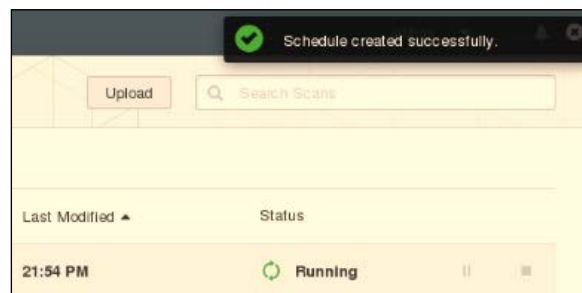 Schedule created successfully.
Upload
Search Scans
Last Modified ▲ Status
21:54 PM Running